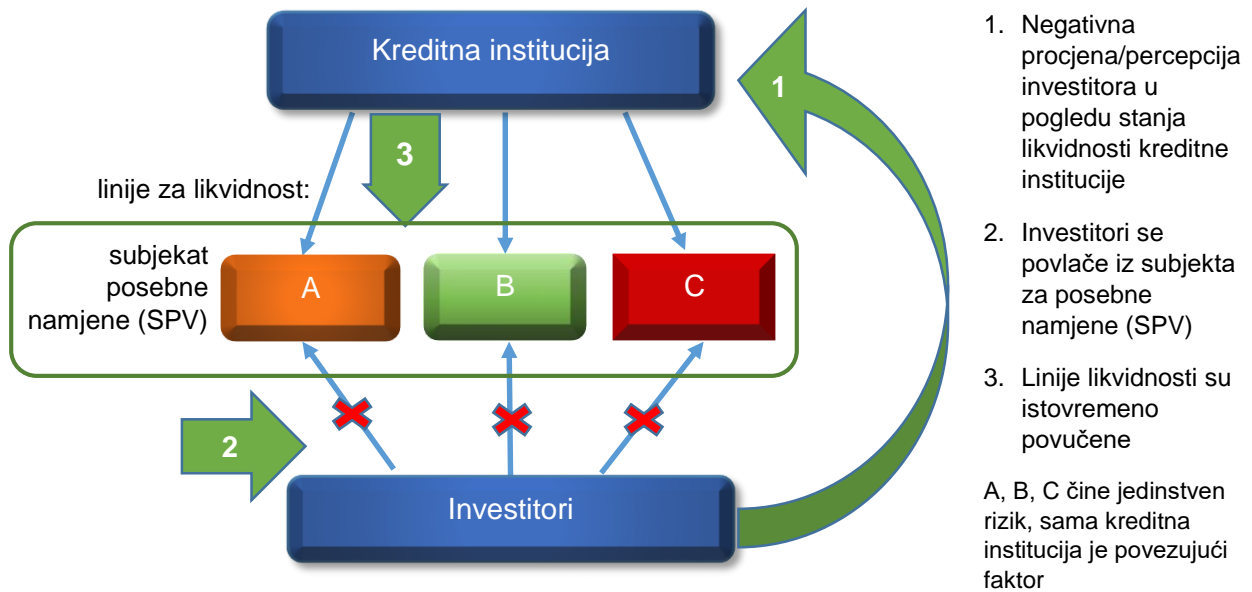 Kreditna institucija
1
3
linije za likvidnost:
subjekat
posebne
namjene (SPV)
A
B
C
2
Investitori
1. Negativna
procjena/percepcija
investitora u
pogledu stanja
likvidnosti kreditne
institucije
2. Investitori se
povlače iz subjekta
za posebne
namjene (SPV)
3. Linije likvidnosti su
istovremeno
povučene
A, B, C čine jedinstven
rizik, sama kreditna
institucija je povezujući
faktor